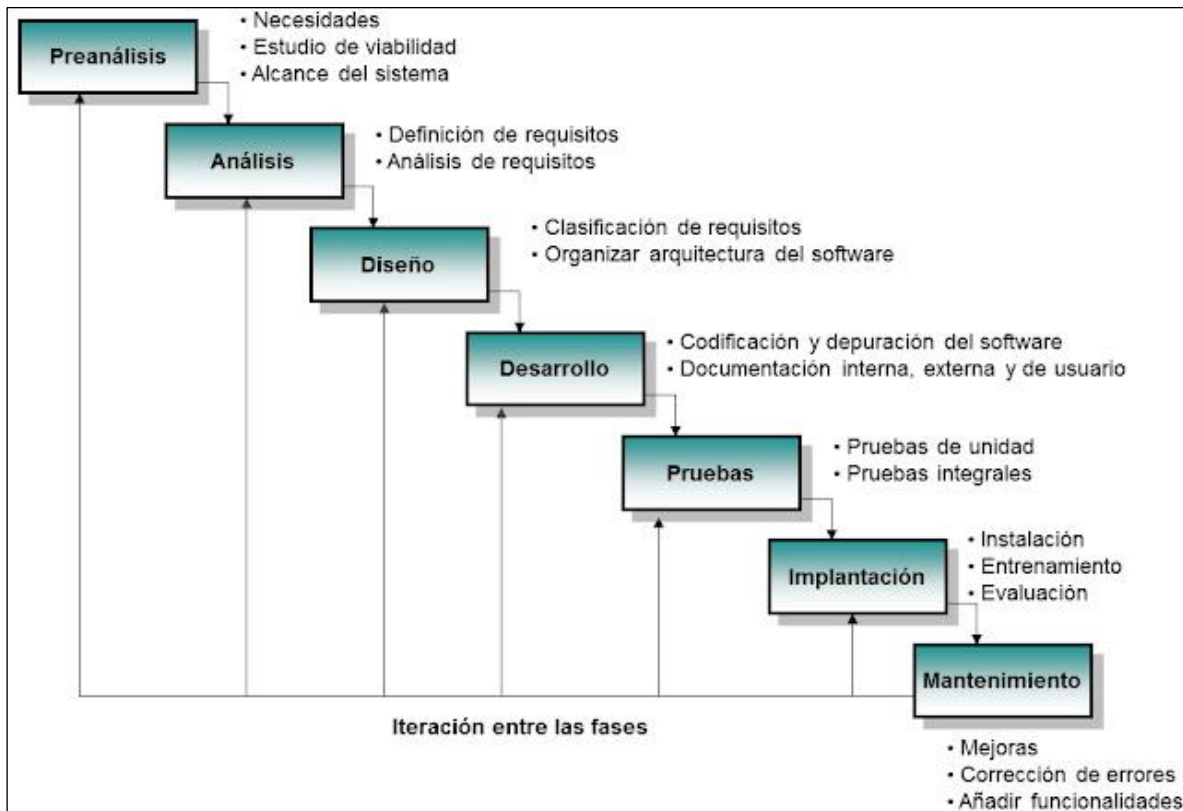 Preanálisis
• Necesidades
• Estudio de viabilidad
• Alcance del sistema
Análisis
• Definición de requisitos
• Análisis de requisitos
Diseño
• Clasificación de requisitos
• Organizar arquitectura del software
Desarrollo
• Codificación y depuración del software
• Documentación interna, externa y de usuario
Pruebas
• Pruebas de unidad
• Pruebas integrales
Implantación
• Instalación
• Entrenamiento
• Evaluación
Mantenimiento
Iteración entre las fases
• Mejoras
• Corrección de errores
• Añadir funcionalidades